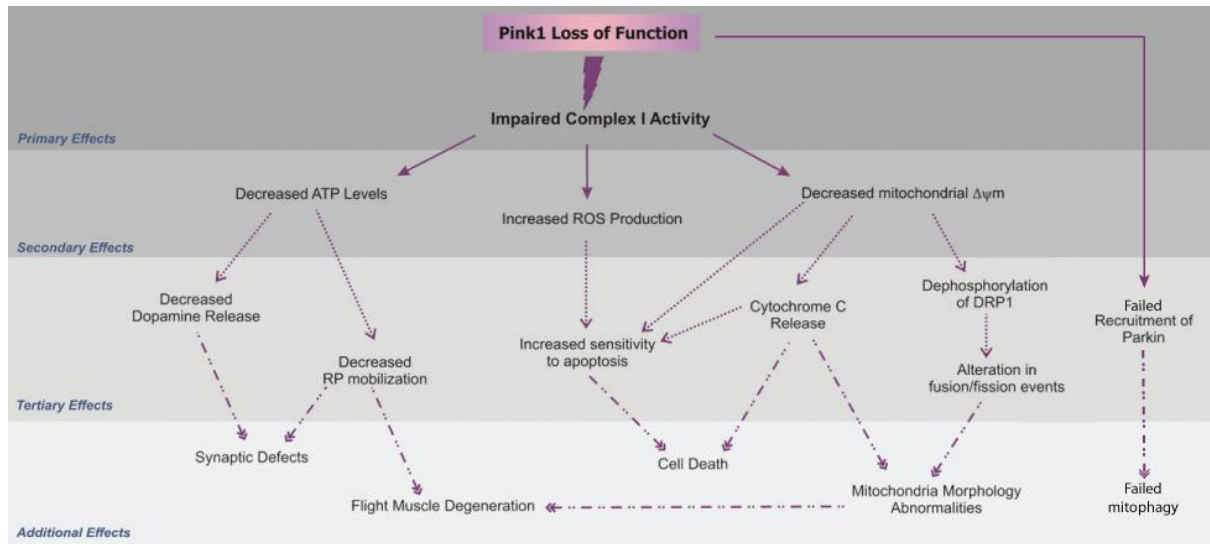 Pink1 Loss of Function
Impaired Complex I Activity
Primary Effects
Decreased ATP Levels
Increased ROS Production
Decreased mitochondrial Δψm
Secondary Effects
Decreased
Dopamine Release
Decreased
RP mobilization
Increased sensitivity
to apoptosis
Cytochrome C
Release
Dephosphorylation
of DRP1
Alteration in
fusion/fission events
Failed
Recruitment of
Parkin
Tertiary Effects
Synaptic Defects
Flight Muscle Degeneration
Cell Death
Mitochondria Morphology
Abnormalities
Failed
mitophagy
Additional Effects